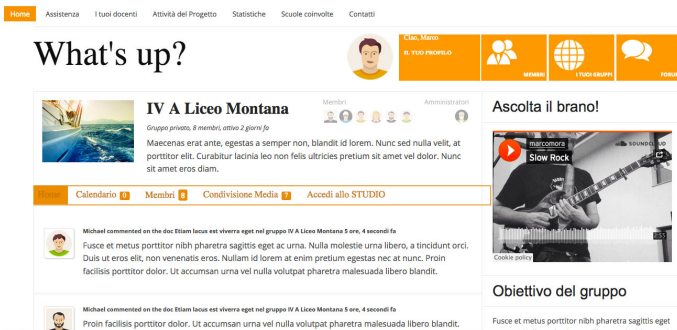 Home Assistenza I tuoi docenti Attività del Progetto Statistiche Scuole coinvolte Contatti
What's up?
Ciao, Marco
IL TUO PROFILO
MEMBRI
I TUOI GRUPPI
FORUM
IV A Liceo Montana
Membri
Amministratori
Gruppo privato, 8 membri, attivo 2 giorni fa
Maecenas erat ante, egestas a semper non, blandit id lorem. Nunc sed nulla velit, at
porttitor elit. Curabitur lacinia leo non felis ultricies pretium sit amet vel dolor. Nunc
sit amet eros diam.
Home Calendario 0 Membri 8 Condivisione Media 7 Accedi allo STUDIO
Michael commented on the doc Etiam lacus est viverra eget nel gruppo IV A Liceo Montana 5 ore, 4 secondi fa
Fusce et metus porttitor nibh pharetra sagittis eget ac urna. Nulla molestie urna libero, a tincidunt orci.
Duis ut eros elit, non venenatis eros. Nullam id lorem at enim pretium egestas nec at nunc. Proin
facilisis porttitor dolor. Ut accumsan urna vel nulla volutpat pharetra malesuada libero blandit.
Michael commented on the doc Etiam lacus est viverra eget nel gruppo IV A Liceo Montana 5 ore, 4 secondi fa
Proin facilisis porttitor dolor. Ut accumsan urna vel nulla volutpat pharetra malesuada libero blandit.
Ascolta il brano!
marcomora
Slow Rock
SOUNDCLOUD
2:35
Cookie policy
Obiettivo del gruppo
Fusce et metus porttitor nibh pharetra sagittis eget